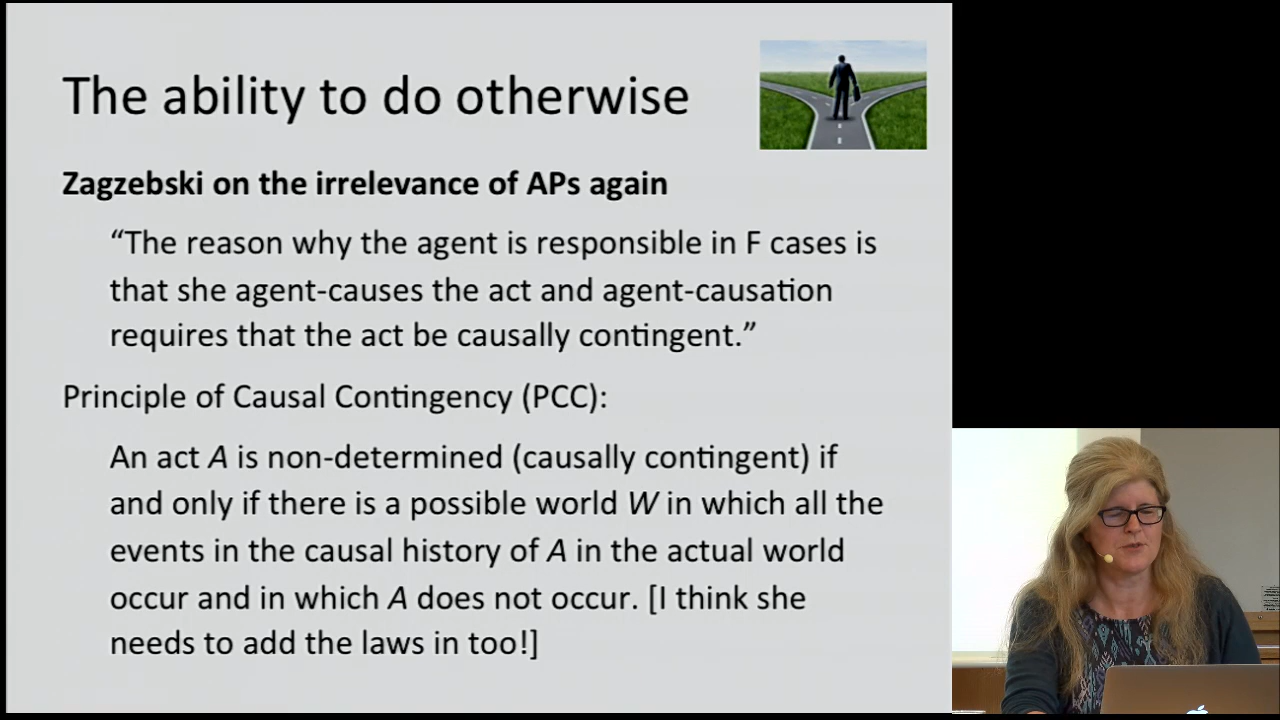 The ability to do otherwise
Zagzebski on the irrelevance of APs again
“The reason why the agent is responsible in F cases is
that she agent-causes the act and agent-causation
requires that the act be causally contingent.”
Principle of Causal Contingency (PCC):
An act A is non-determined (causally contingent) if
and only if there is a possible world W in which all the
events in the causal history of A in the actual world
occur and in which A does not occur. [I think she
needs to add the laws in too!]